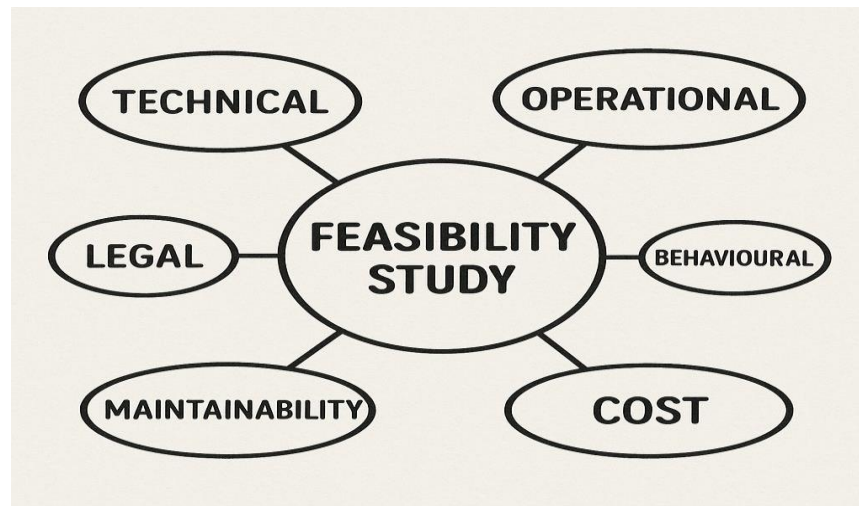 TECHNICAL
OPERATIONAL
FEASIBILITY
STUDY
LEGAL
BEHAVIOURAL
MAINTAINABILITY
COST